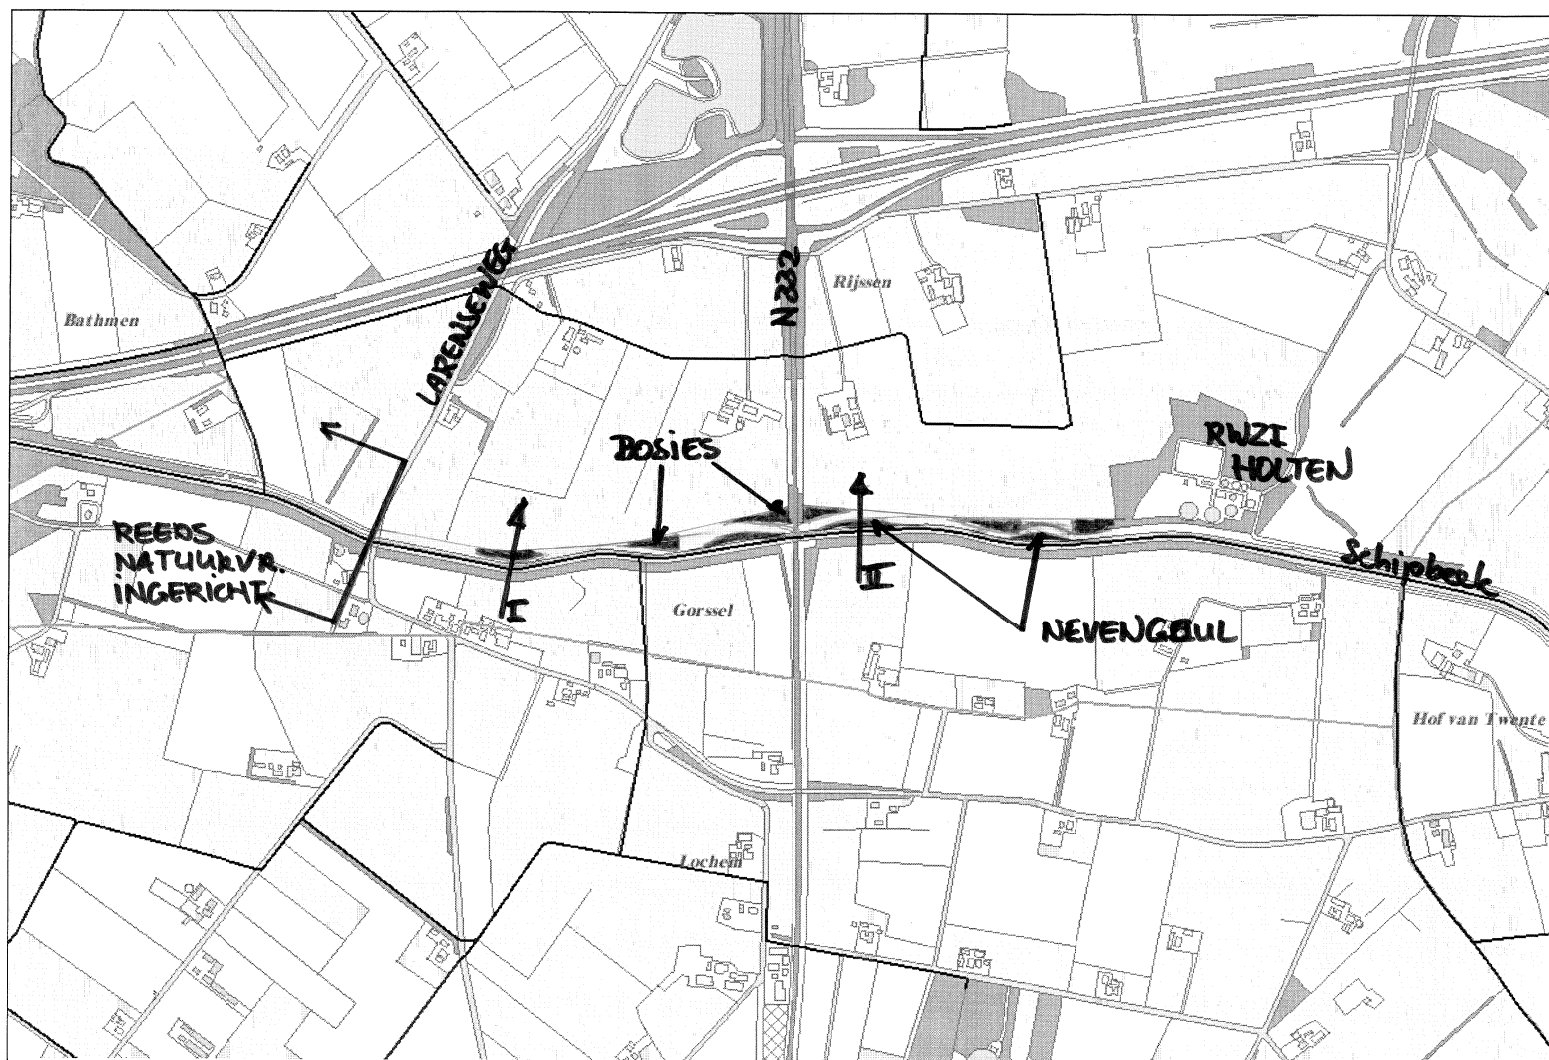 LARENSEWEG
N332
Rijssen
Bathmen
BOSJES
RWZI
HOLTEN
REEDS
NATUURVR.
INGERICHT
I
II
Schipbeek
Gorssel
NEVENGEUL
Hof van Twente
Lochem